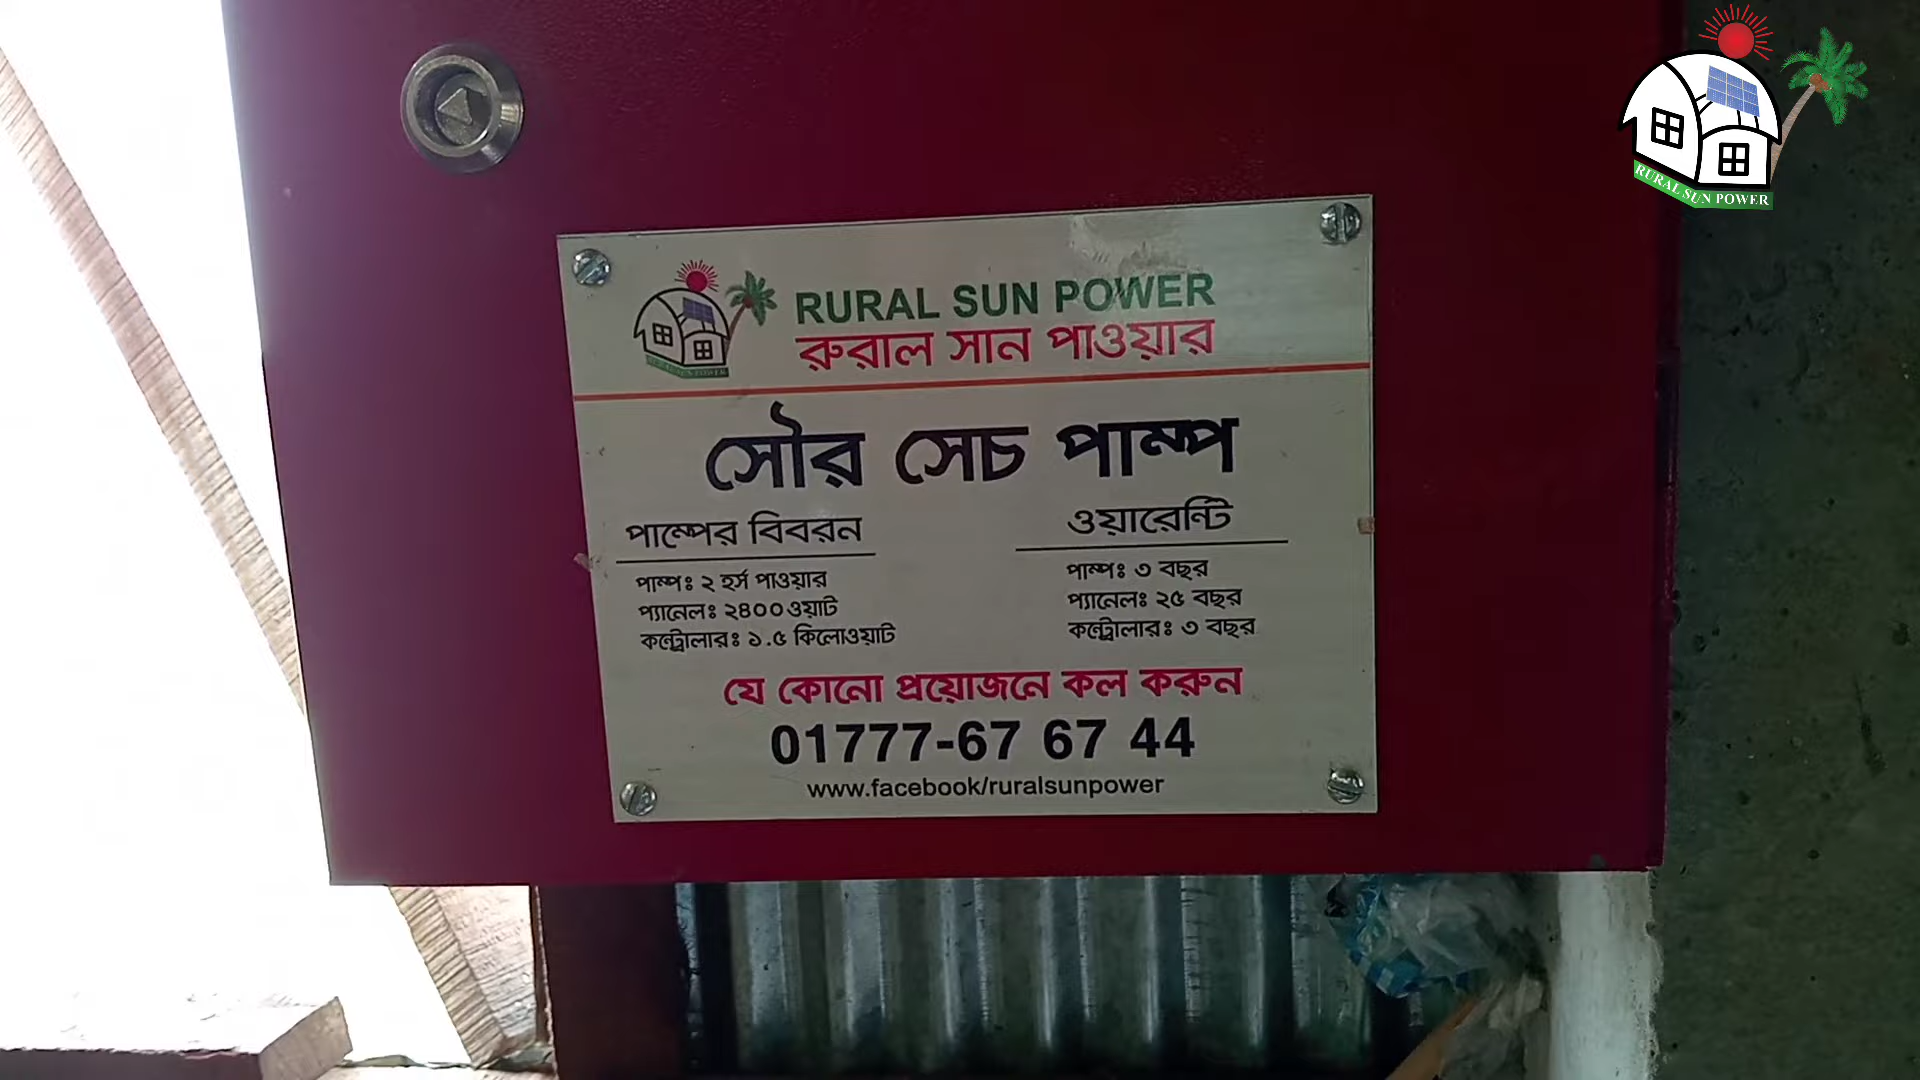 RURAL SUN POWER
RURAL SUN POWER
রুরাল সান পাওয়ার
সৌর সেচ পাম্প
পাম্পের বিবরন
পাম্পঃ ২ হর্স পাওয়ার
প্যানেলঃ ২৪০০ওয়াট
কন্ট্রোলারঃ ১.৫ কিলোওয়াট
ওয়ারেন্টি
পাম্পঃ ৩ বছর
প্যানেলঃ ২৫ বছর
কন্ট্রোলারঃ ৩ বছর
যে কোনো প্রয়োজনে কল করুন
01777-67 67 44
www.facebook/ruralsunpower